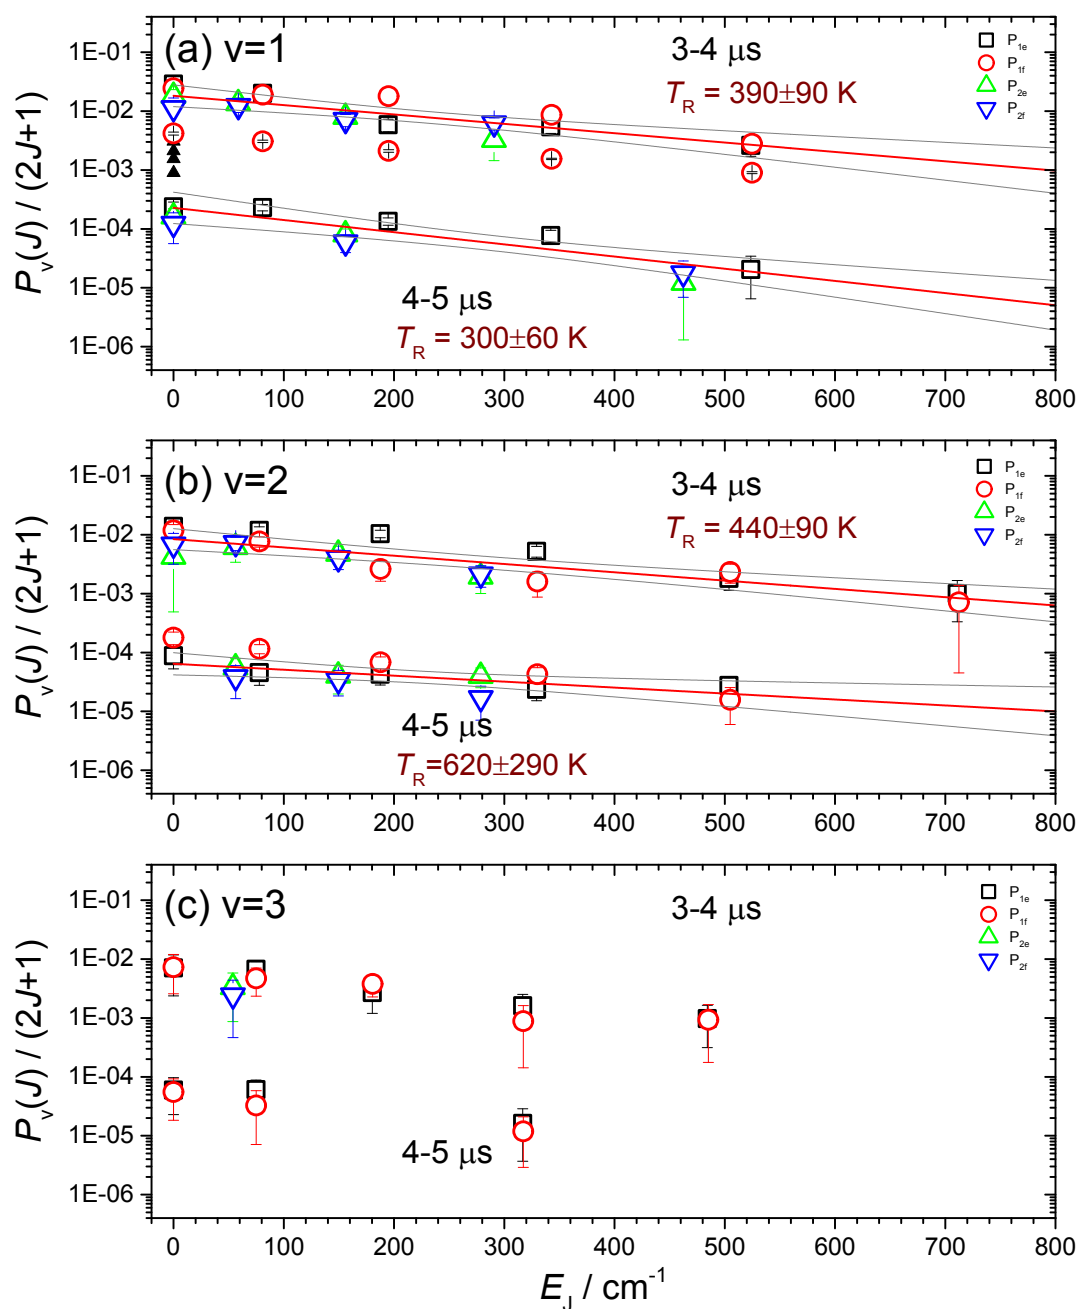 (a) v=1
3-4 μs
T_R = 390±90 K
P_1e
P_1f
P_2e
P_2f
1E-01
1E-02
1E-03
1E-04
1E-05
1E-06
P_v(J) / (2J+1)
4-5 μs
T_R = 300±60 K
0 100 200 300 400 500 600 700 800
(b) v=2
3-4 μs
T_R = 440±90 K
P_1e
P_1f
P_2e
P_2f
1E-01
1E-02
1E-03
1E-04
1E-05
1E-06
P_v(J) / (2J+1)
4-5 μs
T_R=620±290 K
0 100 200 300 400 500 600 700 800
(c) v=3
3-4 μs
P_1e
P_1f
P_2e
P_2f
1E-01
1E-02
1E-03
1E-04
1E-05
1E-06
P_v(J) / (2J+1)
4-5 μs
0 100 200 300 400 500 600 700 800
E_J / cm⁻¹